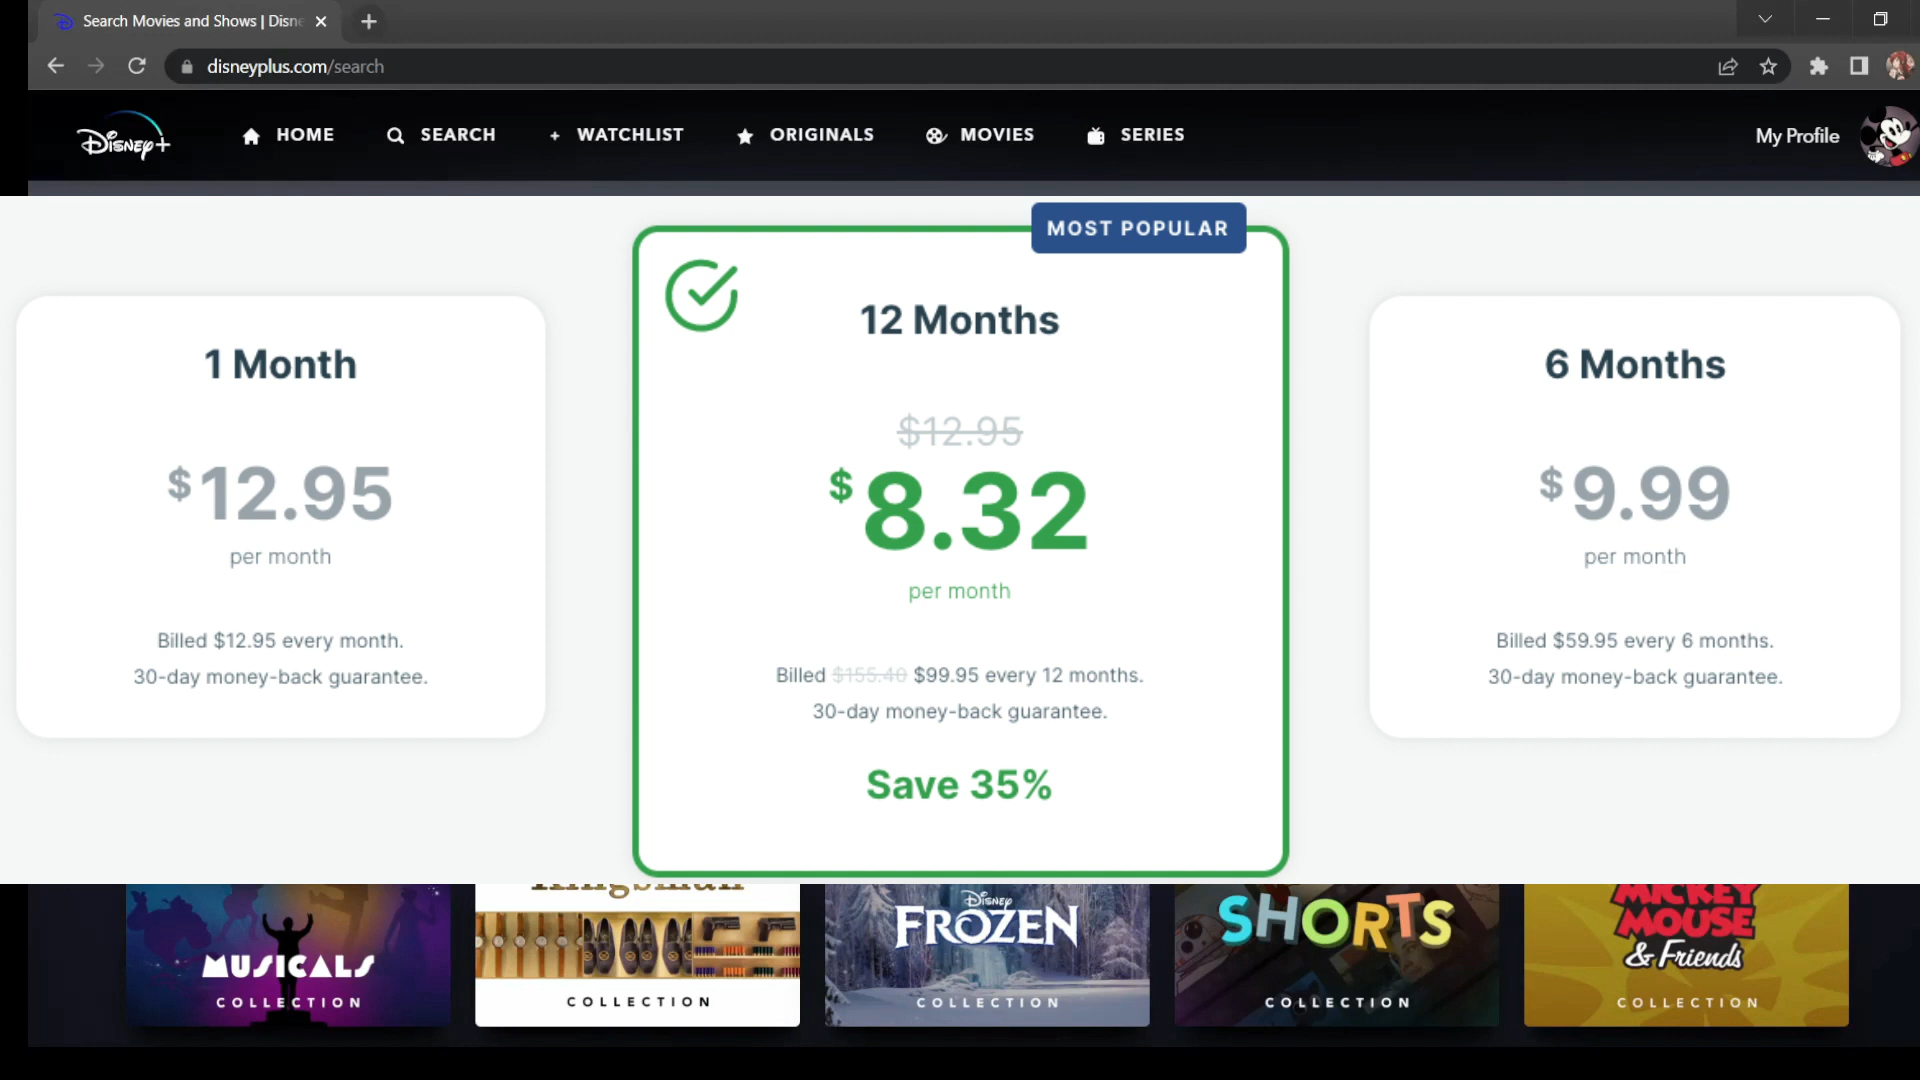 Search Movies and Shows | Disne
disneyplus.com/search
Disney+
HOME
SEARCH
+ WATCHLIST
ORIGINALS
MOVIES
SERIES
My Profile
MOST POPULAR
1 Month
$12.95
per month
Billed $12.95 every month.
30-day money-back guarantee.
12 Months
$12.95
$8.32
per month
Billed $155.40 $99.95 every 12 months.
30-day money-back guarantee.
Save 35%
6 Months
$9.99
per month
Billed $59.95 every 6 months.
30-day money-back guarantee.
MUSICALS
COLLECTION
COLLECTION
Disney
FROZEN
COLLECTION
SHORTS
COLLECTION
MICKEY
MOUSE
& Friends
COLLECTION